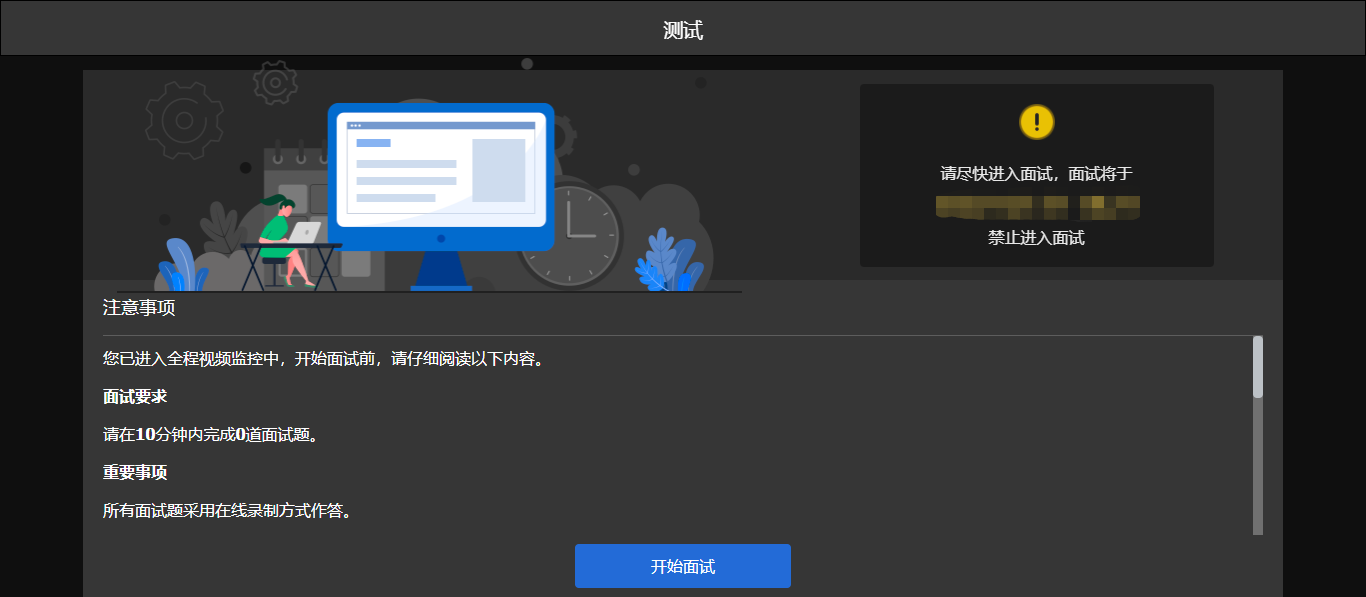 测试
请尽快进入面试，面试将于
禁止进入面试
注意事项
您已进入全程视频监控中，开始面试前，请仔细阅读以下内容。
面试要求
请在10分钟内完成0道面试题。
重要事项
所有面试题采用在线录制方式作答。
开始面试